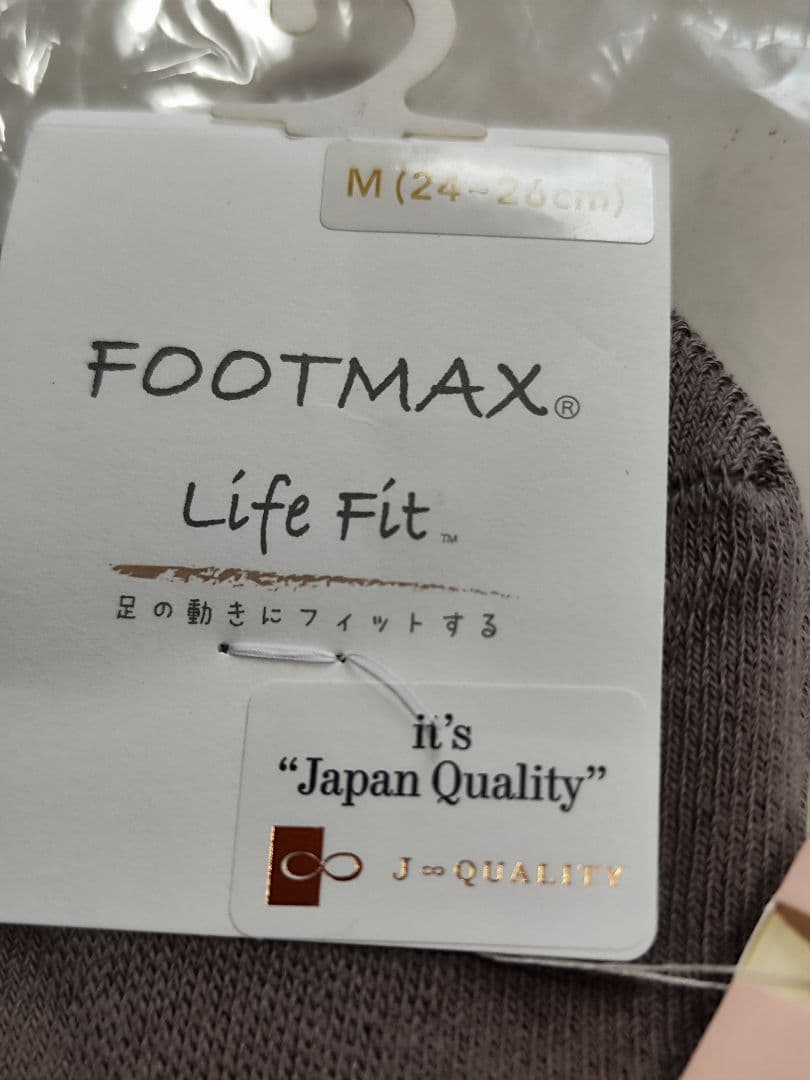 M (24~26cm)
FOOTMAX®
Life Fit™
足の動きにフィットする
it's
“Japan Quality”
J∞QUALITY